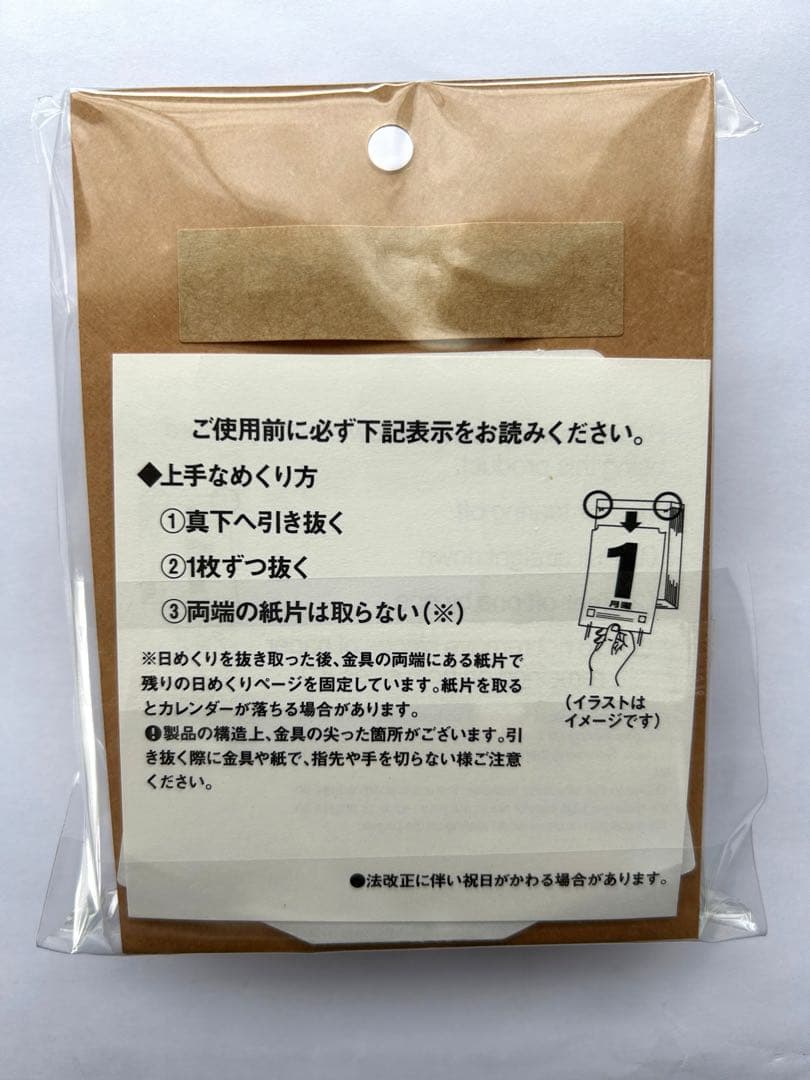 ご使用前に必ず下記表示をお読みください。
◆上手なめくり方
①真下へ引き抜く
②1枚ずつ抜く
③両端の紙片は取らない(※)
※日めくりを抜き取った後、金具の両端にある紙片で
残りの日めくりページを固定しています。紙片を取る
とカレンダーが落ちる場合があります。
❗製品の構造上、金具の尖った箇所がございます。引
き抜く際に金具や紙で、指先や手を切らない様ご注意
ください。
1
月曜
(イラストは
イメージです)
●法改正に伴い祝日がかわる場合があります。